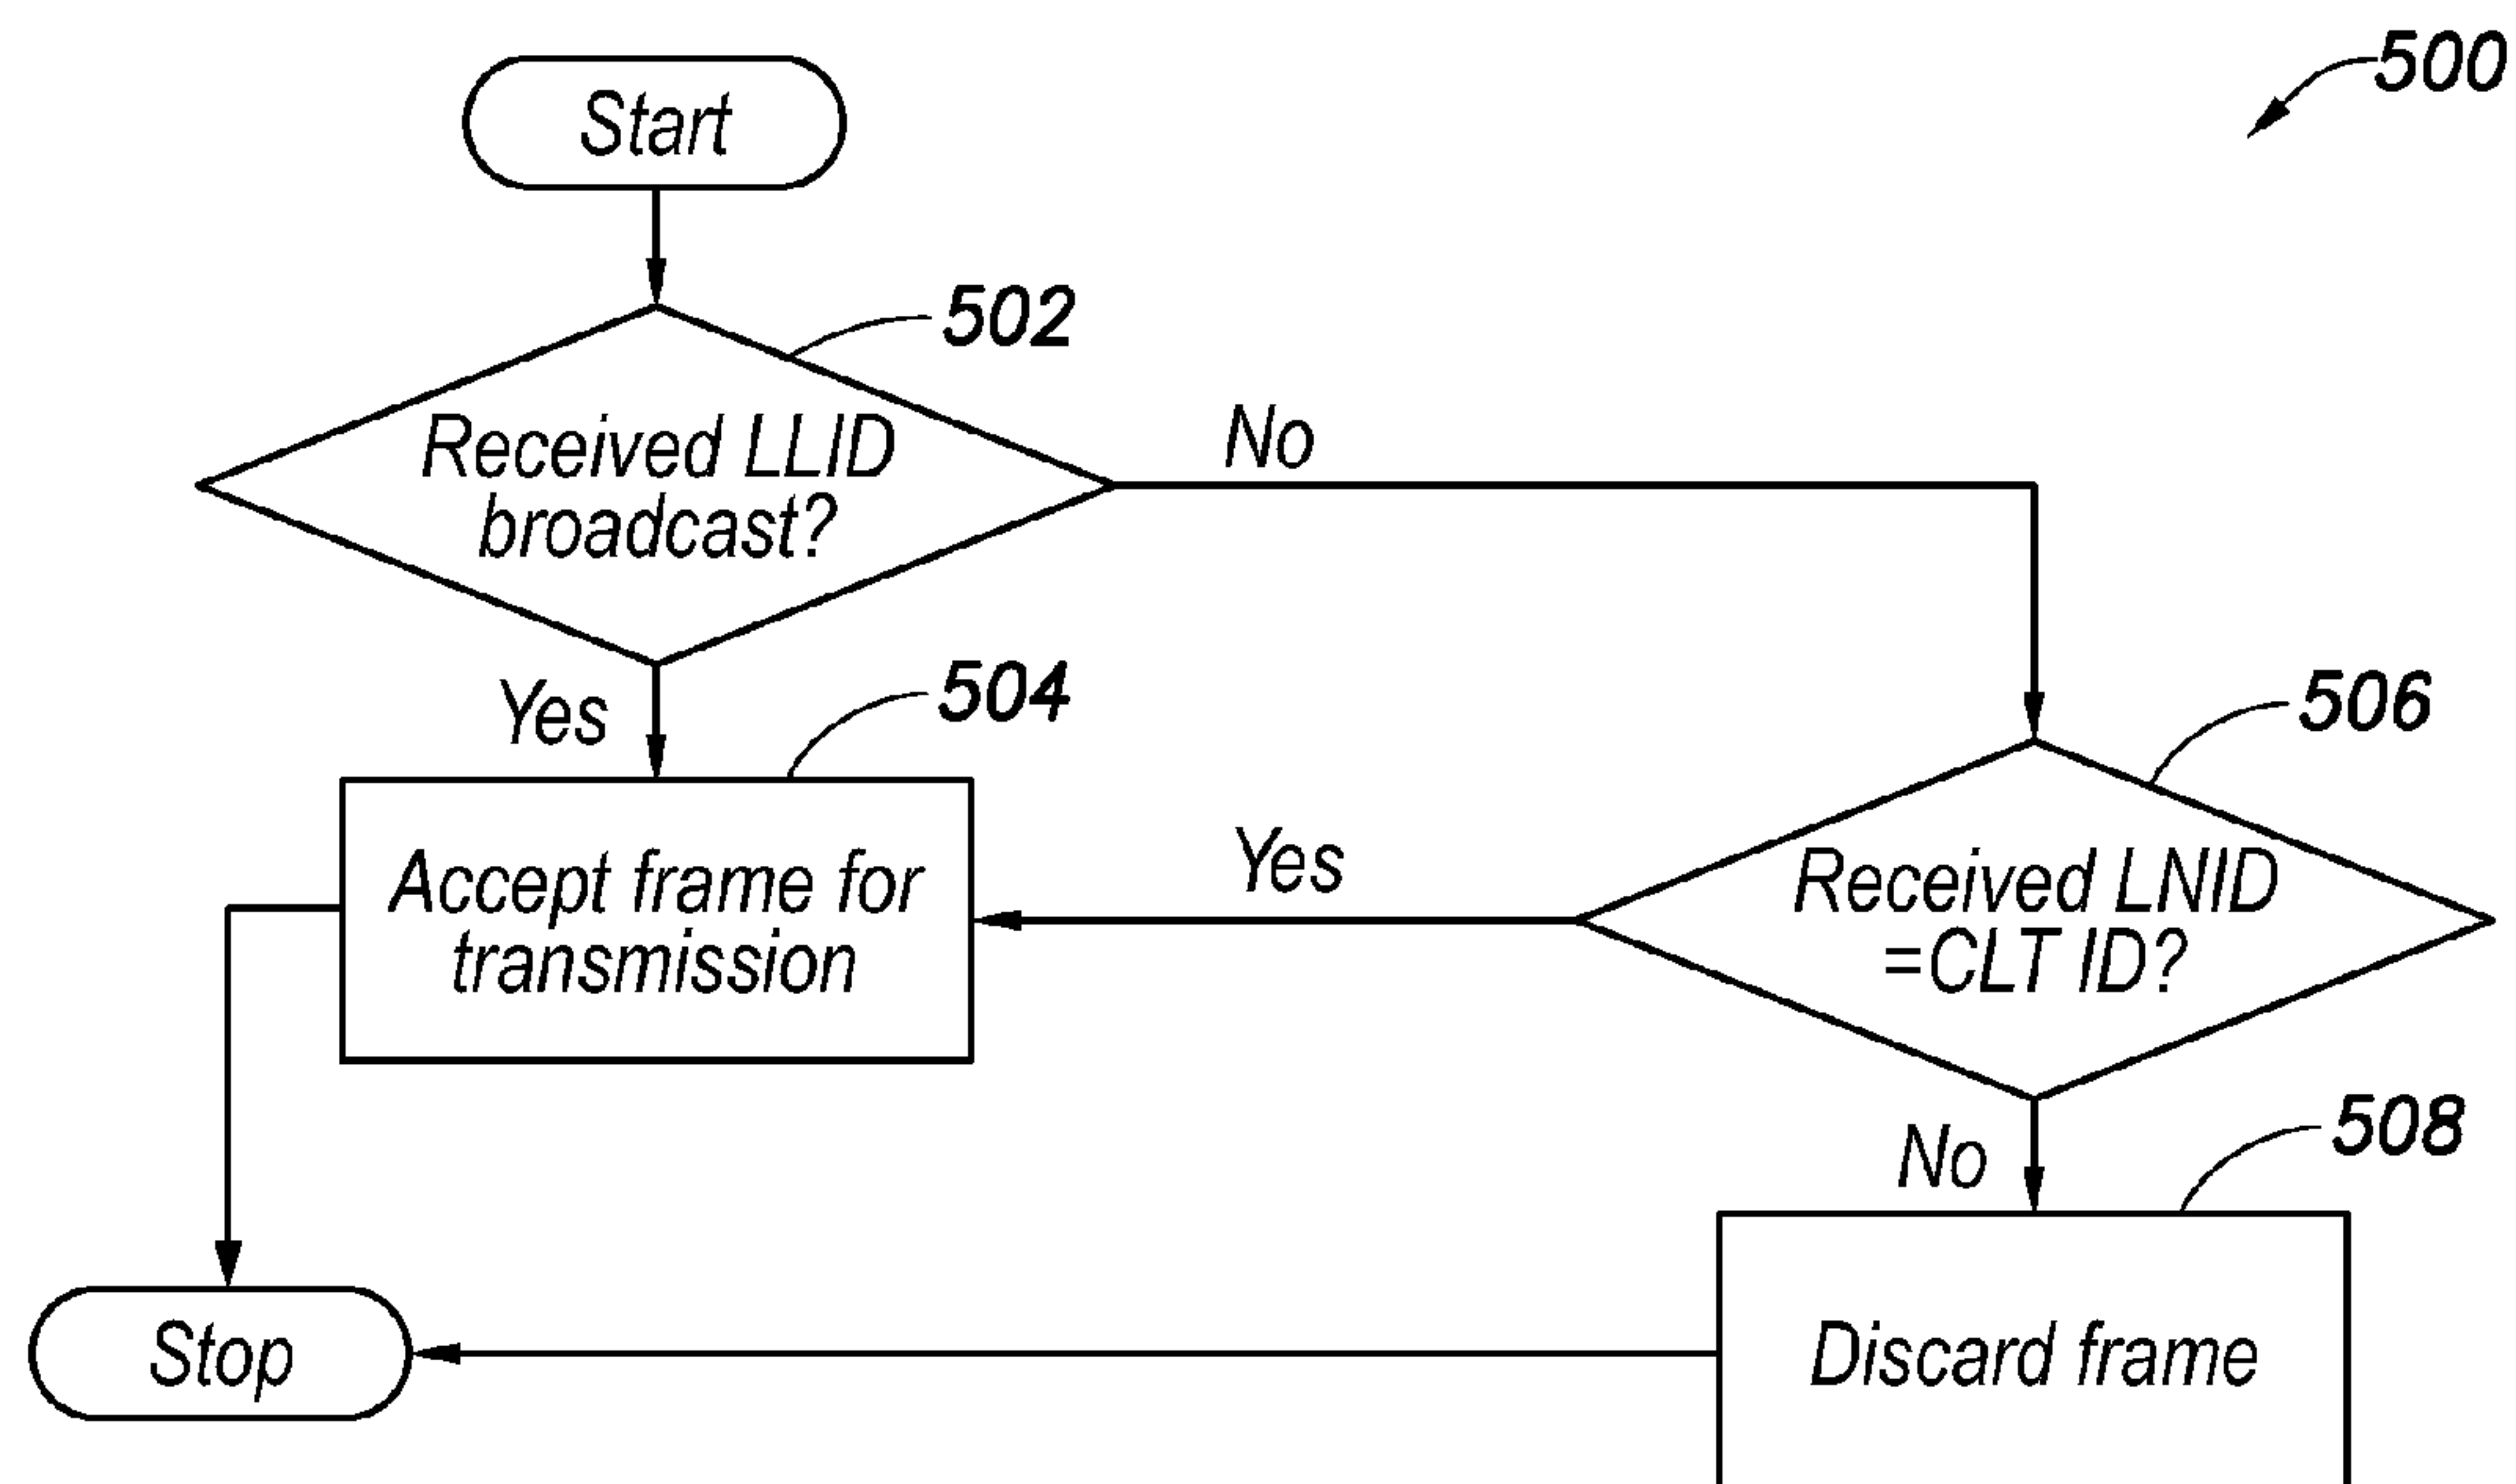 500
Start
502
Received LLID
broadcast?
No
Yes
504
506
Accept frame for
transmission
Yes
Received LNID
=CLT ID?
No
508
Stop
Discard frame